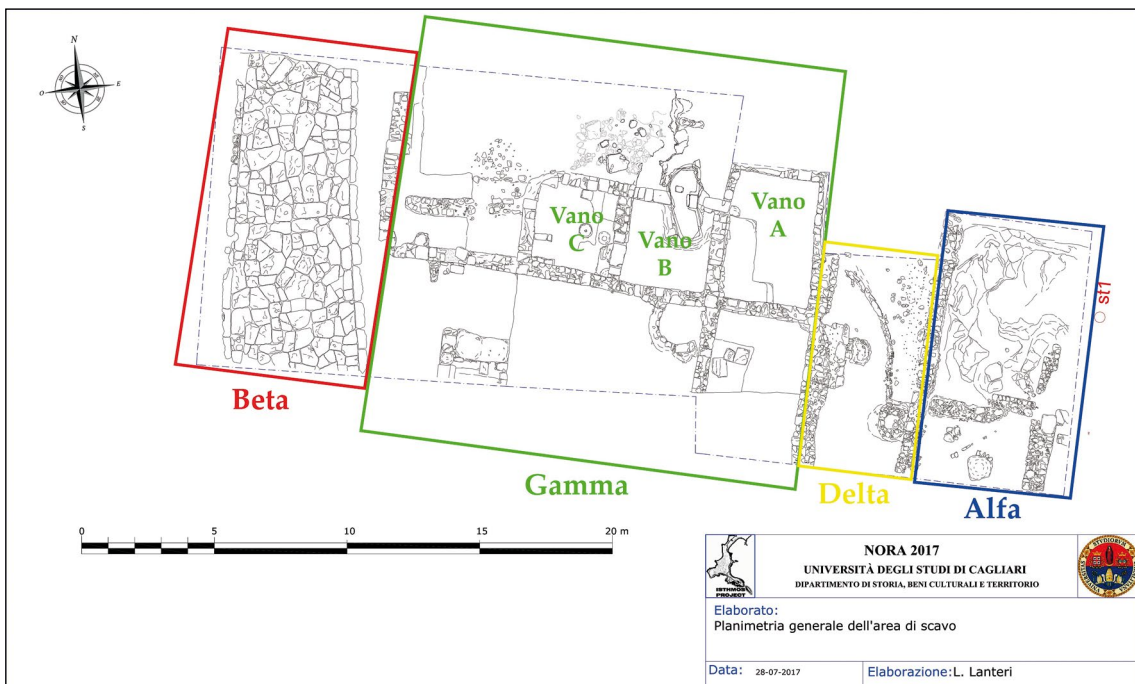 N
O
E
S
Vano
A
Vano
C
Vano
B
st1
Beta
Gamma
Delta
Alfa
0
5
10
15
20 m
ISTHMOS
PROJECT
NORA 2017
UNIVERSITÀ DEGLI STUDI DI CAGLIARI
DIPARTIMENTO DI STORIA, BENI CULTURALI E TERRITORIO
Elaborato:
Planimetria generale dell'area di scavo
Data: 28-07-2017
Elaborazione:L. Lanteri